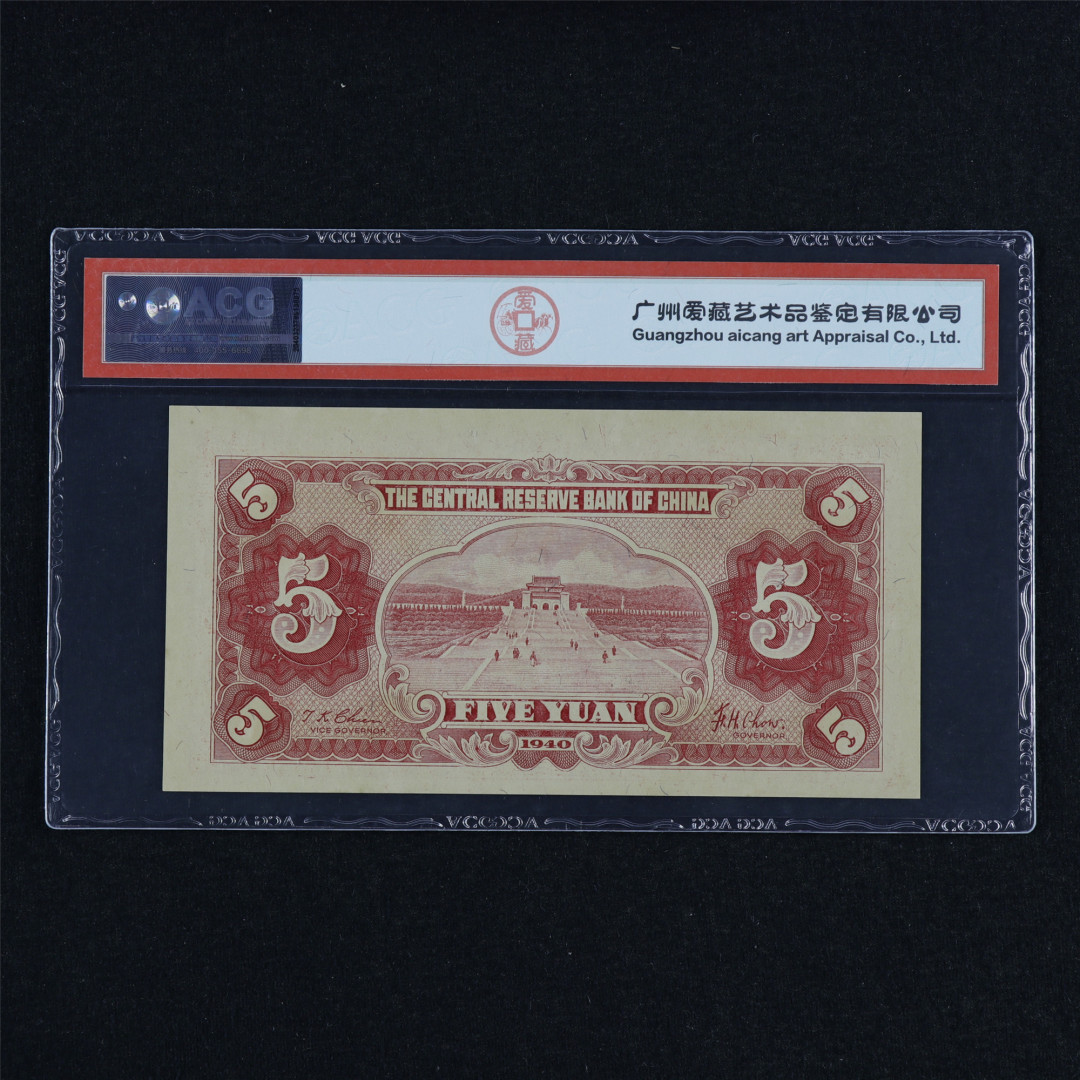 ACG
爱藏
广州爱藏艺术品鉴定有限公司
Guangzhou aicang art Appraisal Co., Ltd.
5 5
THE CENTRAL RESERVE BANK OF CHINA
5 5
T. K. Chien
VICE GOVERNOR
FIVE YUAN
1940
F. H. Chow.
GOVERNOR
5 5